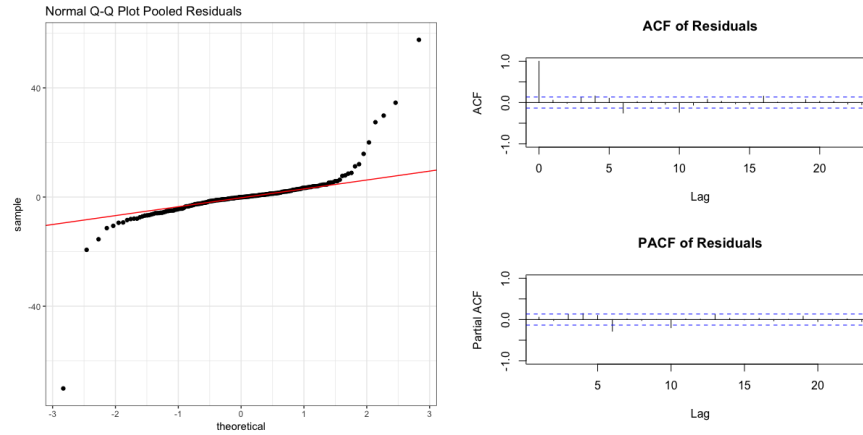 Normal Q-Q Plot Pooled Residuals
40
0
-40
sample
-3
-2
-1
0
1
2
3
theoretical
ACF of Residuals
1.0
0.0
-1.0
ACF
0
5
10
15
20
Lag
PACF of Residuals
1.0
0.0
-1.0
Partial ACF
5
10
15
20
Lag